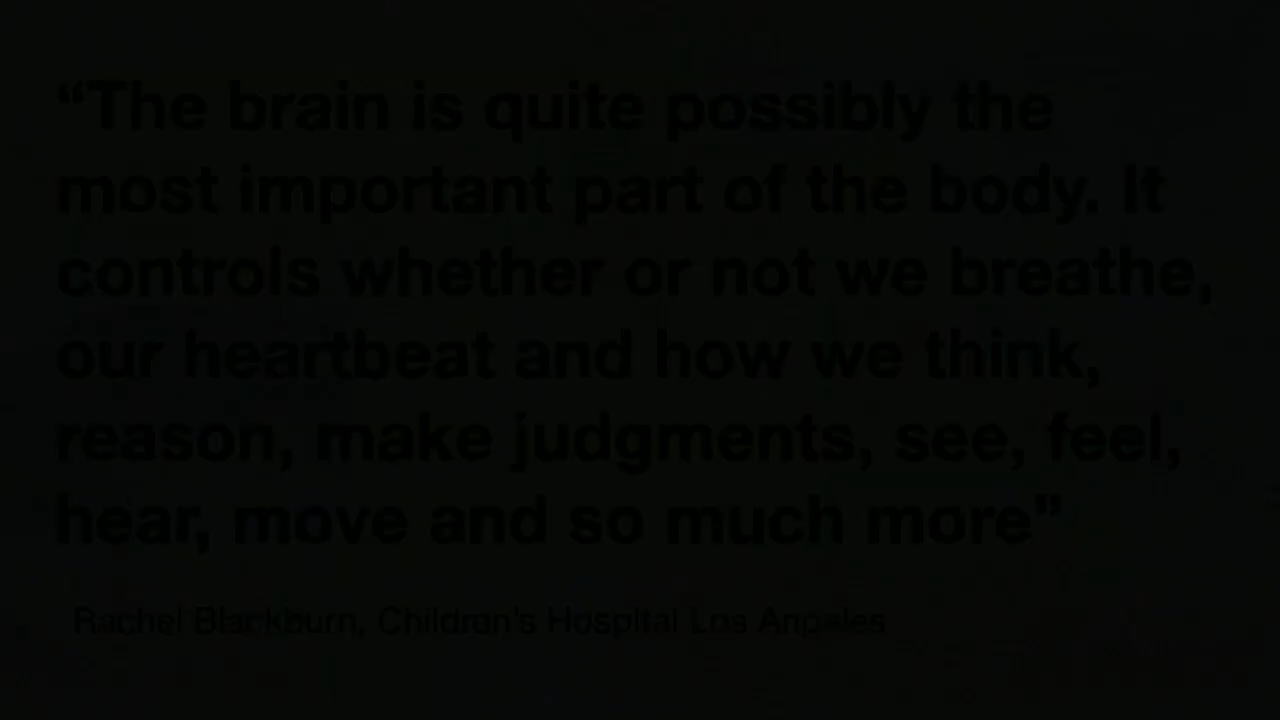 “The brain is quite possibly the
most important part of the body. It
controls whether or not we breathe,
our heartbeat and how we think,
reason, make judgments, see, feel,
hear, move and so much more”
Rachel Blackburn, Children's Hospital Los Angeles